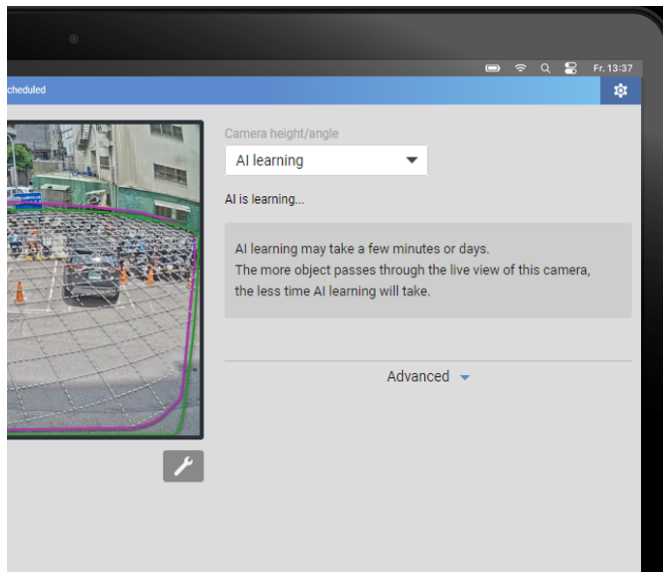 Fr. 13:37
cheduled
Camera height/angle
AI learning
AI is learning...
AI learning may take a few minutes or days.
The more object passes through the live view of this camera,
the less time AI learning will take.
Advanced